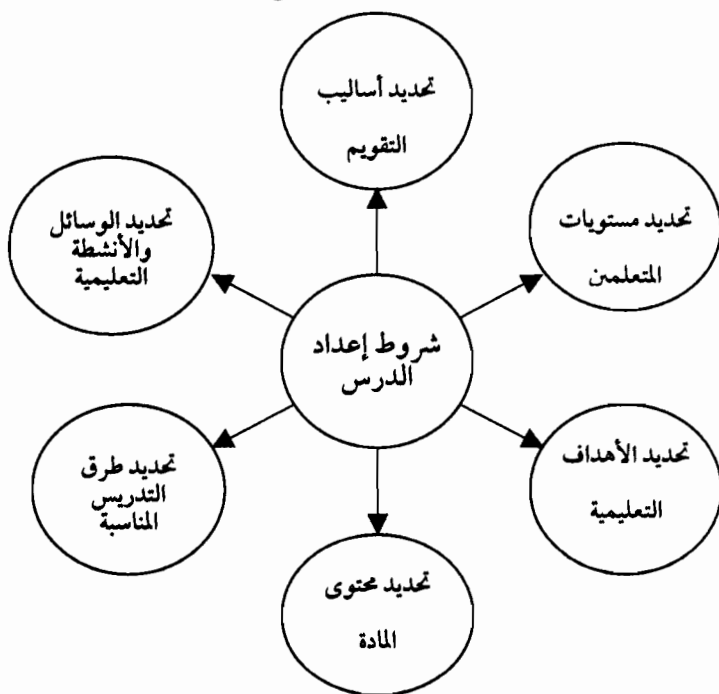 تحديد أساليب
التقويم
تحديد مستويات
المتعلمن
تحديد الوسائل
والأنشطة
التعليمية
شروط إعداد
الدرس
تحديد الأهداف
التعليمية
تحديد طرق
التدريس
المناسبة
تحديد محتوى
المادة